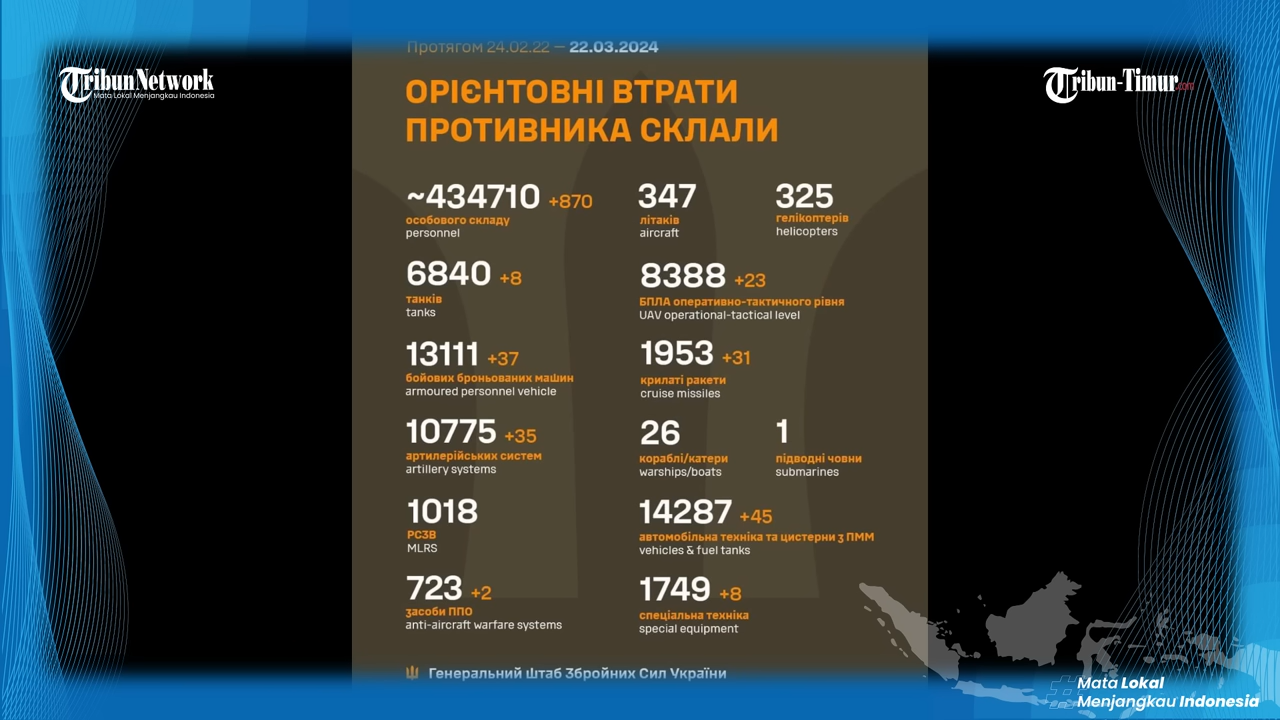 Протягом 24.02.22 – 22.03.2024
TribunNetwork
Mata Lokal Menjangkau Indonesia
Tribun-Timur.com
ОРІЄНТОВНІ ВТРАТИ
ПРОТИВНИКА СКЛАЛИ
~434710 +870
особового складу
personnel
347
літаків
aircraft
325
гелікоптерів
helicopters
6840 +8
танків
tanks
8388 +23
БПЛА оперативно-тактичного рівня
UAV operational-tactical level
13111 +37
бойових броньованих машин
armoured personnel vehicle
1953 +31
крилаті ракети
cruise missiles
10775 +35
артилерійських систем
artillery systems
26
кораблі/катери
warships/boats
1
підводні човни
submarines
1018
РСЗВ
MLRS
14287 +45
автомобільна техніка та цистерни з ПММ
vehicles & fuel tanks
723 +2
засоби ППО
anti-aircraft warfare systems
1749 +8
спеціальна техніка
special equipment
Генеральний Штаб Збройних Сил України
#Mata Lokal
Menjangkau Indonesia